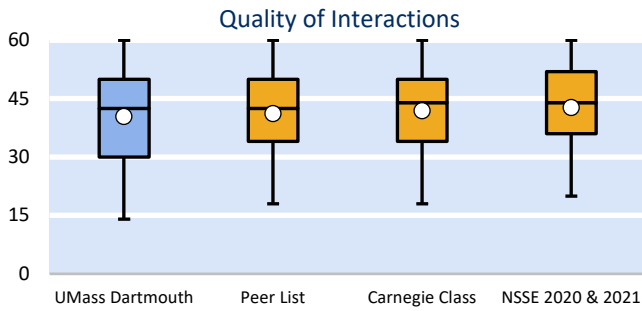 Quality of Interactions
60
45
30
15
0
UMass Dartmouth Peer List Carnegie Class NSSE 2020 & 2021